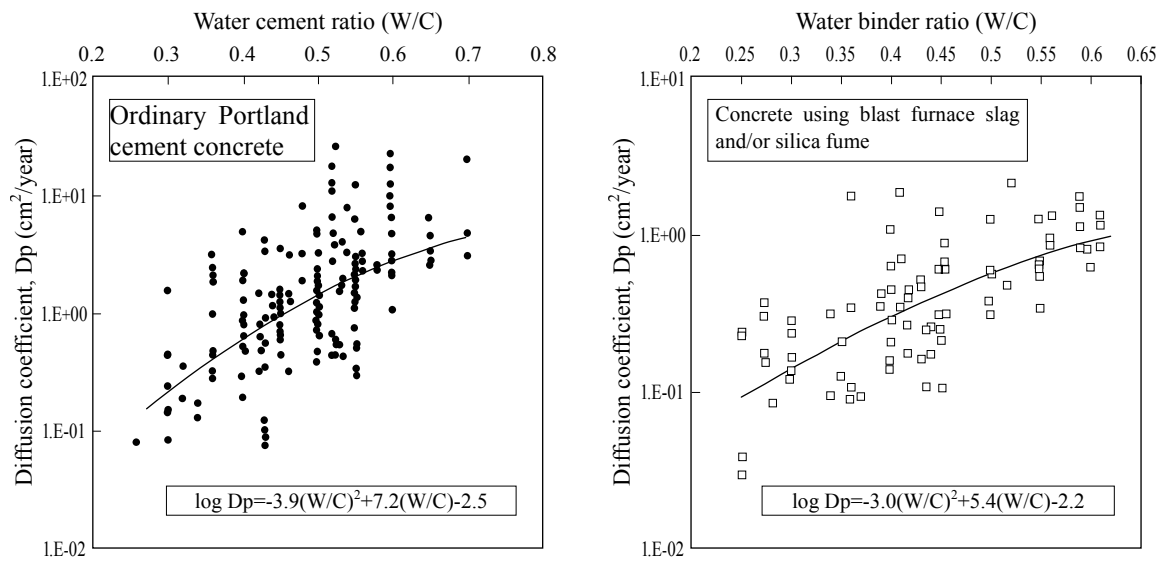 Water cement ratio (W/C)
0.2 0.3 0.4 0.5 0.6 0.7 0.8
1.E+02
1.E+01
1.E+00
1.E-01
1.E-02
Diffusion coefficient, Dp (cm²/year)
Ordinary Portland
cement concrete
log Dp=-3.9(W/C)²+7.2(W/C)-2.5
Water binder ratio (W/C)
0.2 0.25 0.3 0.35 0.4 0.45 0.5 0.55 0.6 0.65
1.E+01
1.E+00
1.E-01
1.E-02
Diffusion coefficient, Dp (cm²/year)
Concrete using blast furnace slag
and/or silica fume
log Dp=-3.0(W/C)²+5.4(W/C)-2.2